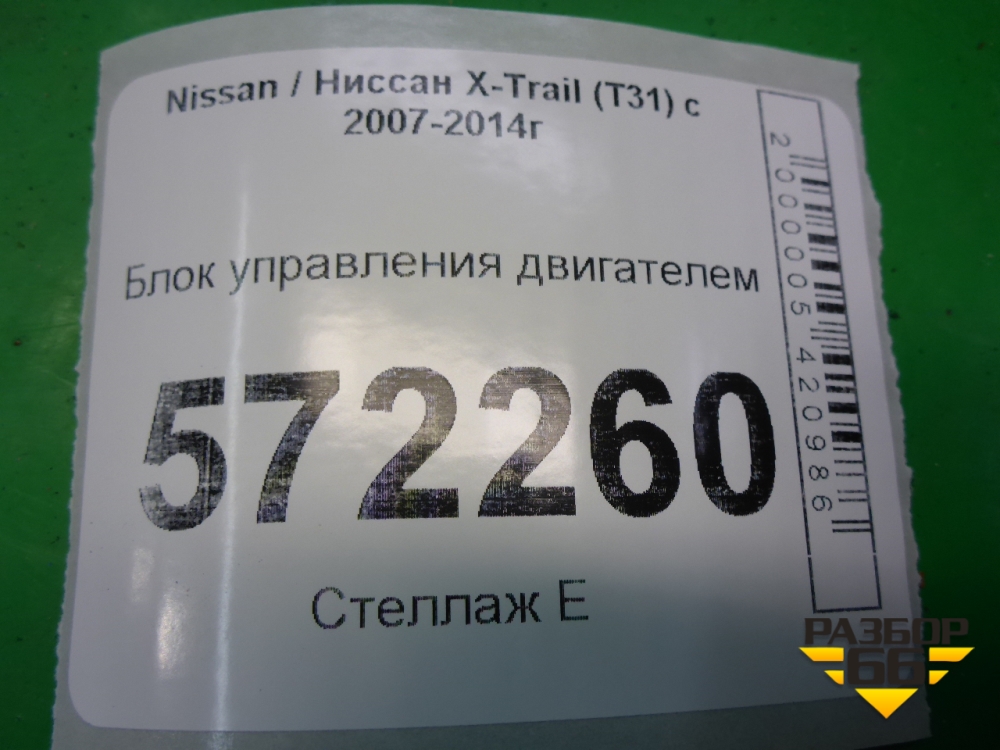 Nissan / Ниссан X-Trail (T31) с
2007-2014г
Блок управления двигателем
572260
Стеллаж Е
2000005420986
РАЗБОР
66